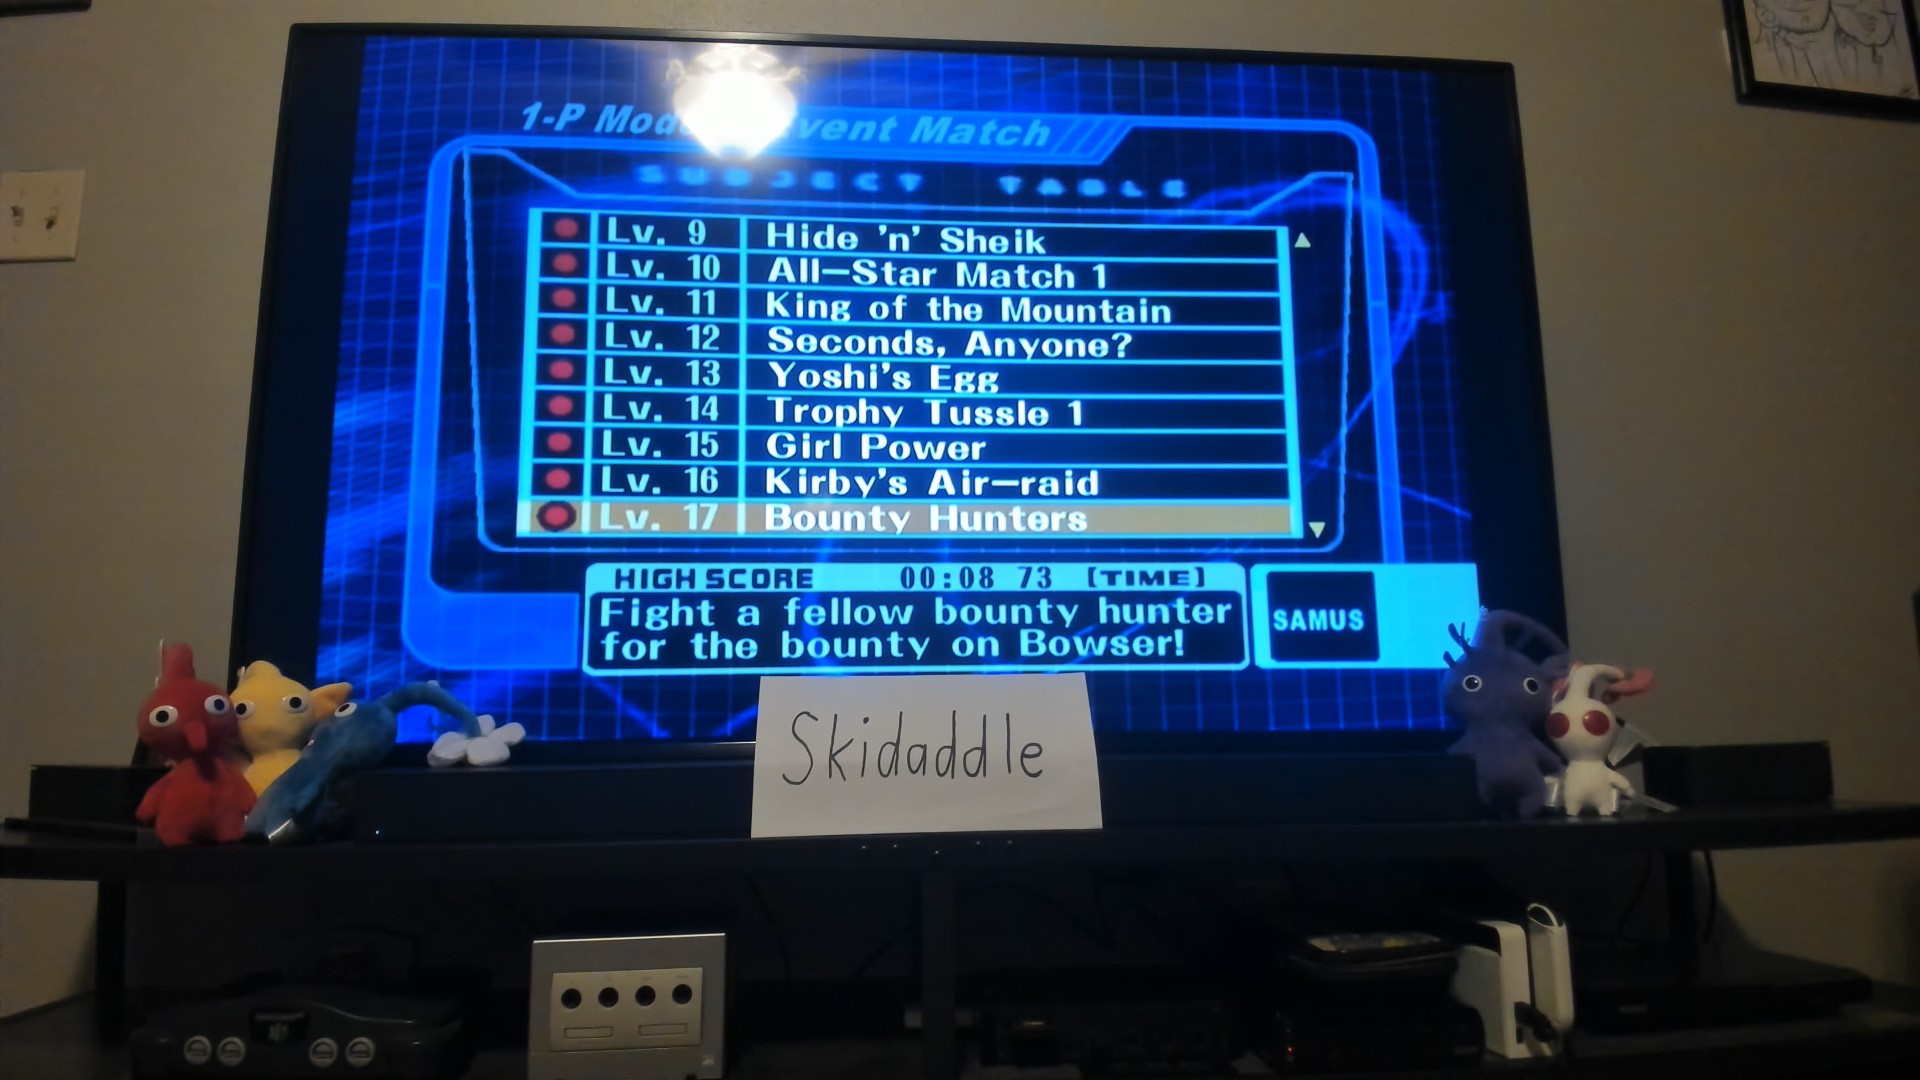 1-P Mode Event Match
SUBJECT TABLE
Lv. 9 Hide 'n' Sheik
Lv. 10 All-Star Match 1
Lv. 11 King of the Mountain
Lv. 12 Seconds, Anyone?
Lv. 13 Yoshi's Egg
Lv. 14 Trophy Tussle 1
Lv. 15 Girl Power
Lv. 16 Kirby's Air-raid
Lv. 17 Bounty Hunters
HIGH SCORE 00:08 73 [TIME]
Fight a fellow bounty hunter
for the bounty on Bowser!
SAMUS
Skidaddle